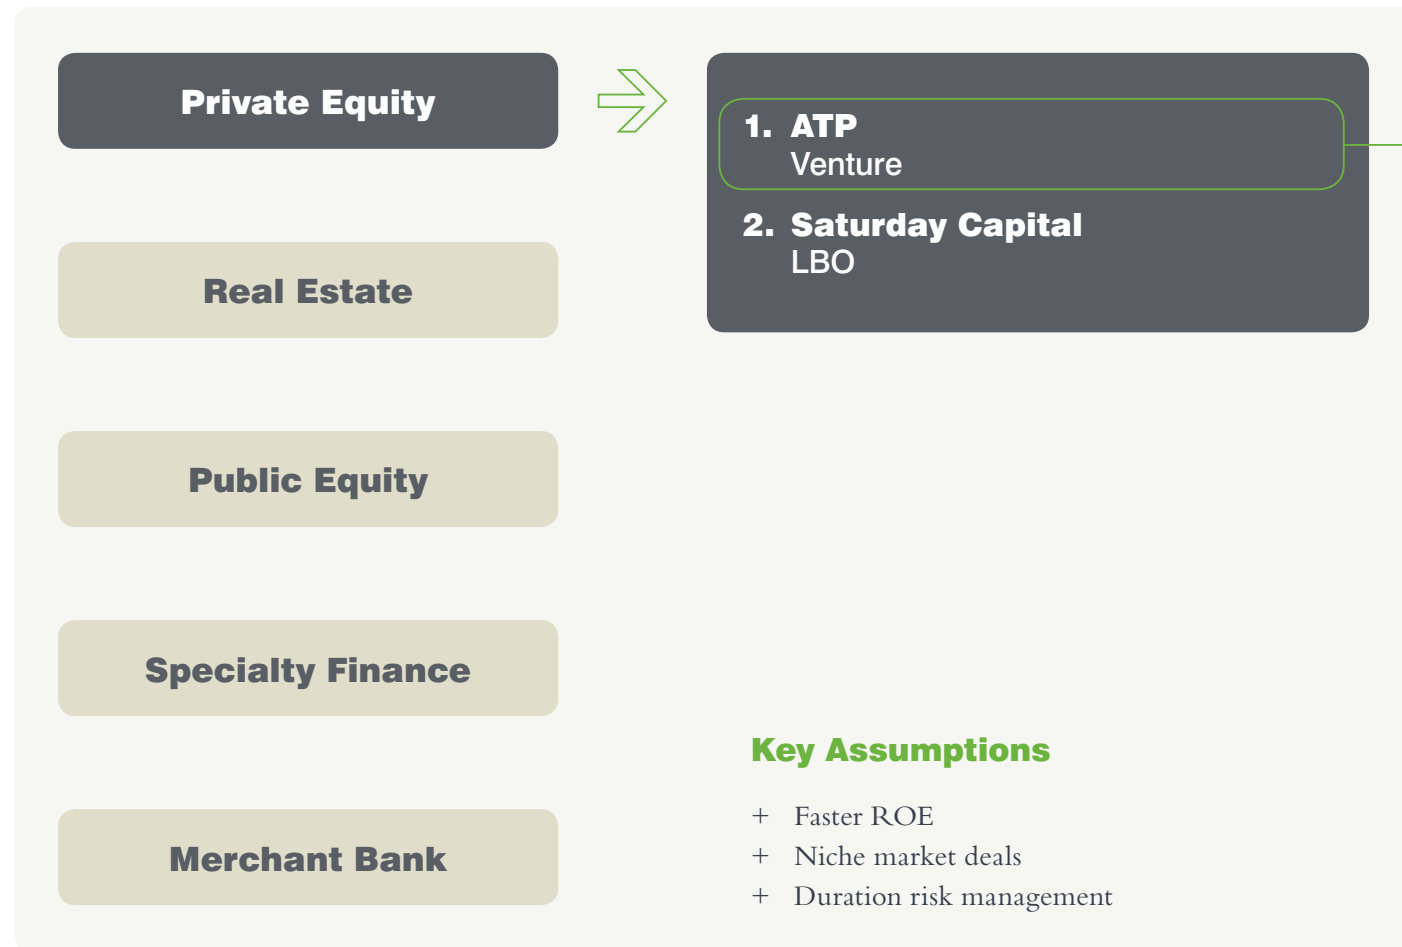 Private Equity
1. ATP
Venture
2. Saturday Capital
LBO
Real Estate
Public Equity
Specialty Finance
Merchant Bank
Key Assumptions
+ Faster ROE
+ Niche market deals
+ Duration risk management